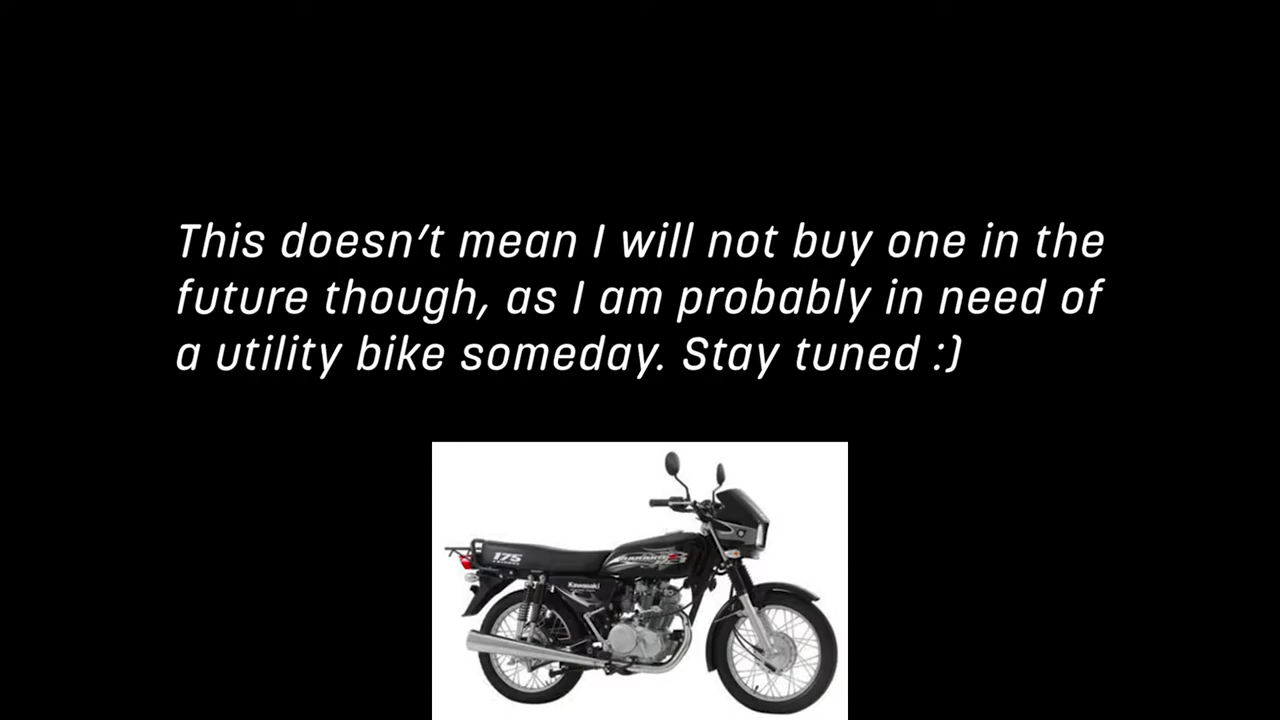 This doesn’t mean I will not buy one in the
future though, as I am probably in need of
a utility bike someday. Stay tuned :)
175
Kawasaki